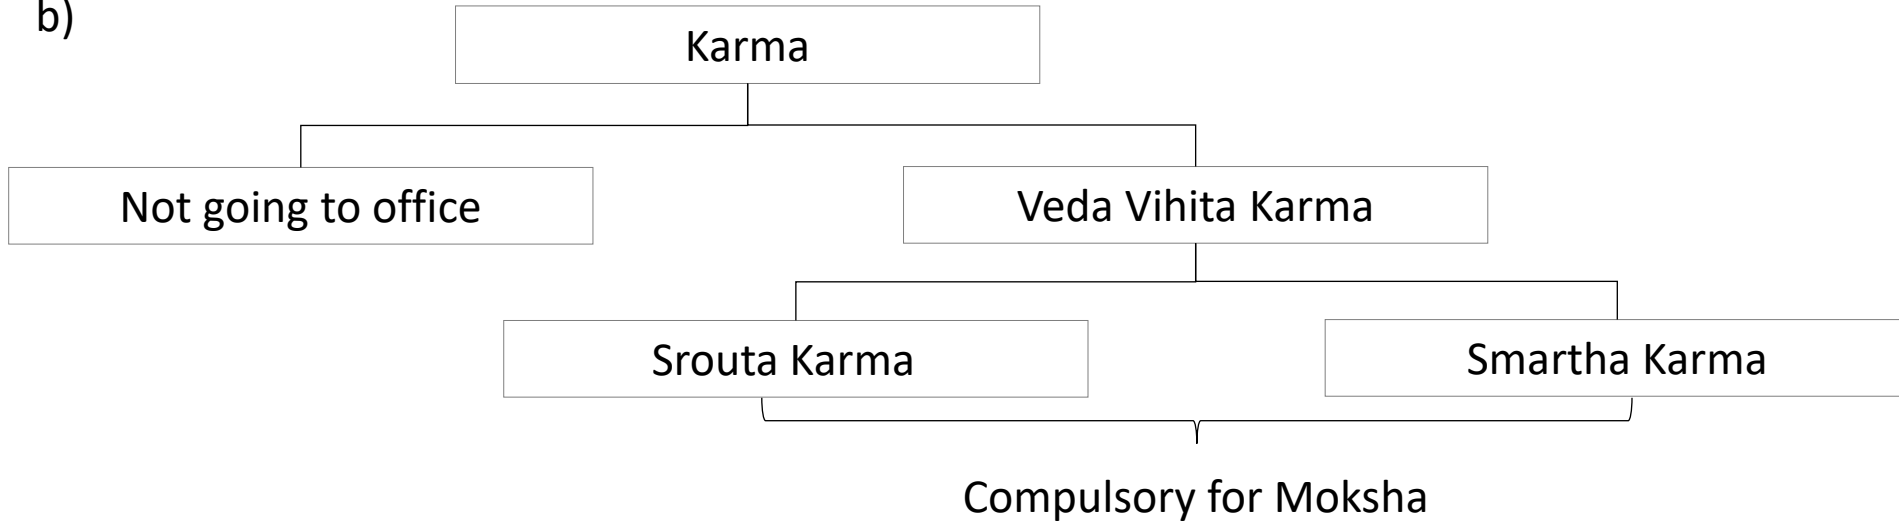 b)
Karma
Not going to office
Veda Vihita Karma
Srouta Karma
Smartha Karma
Compulsory for Moksha